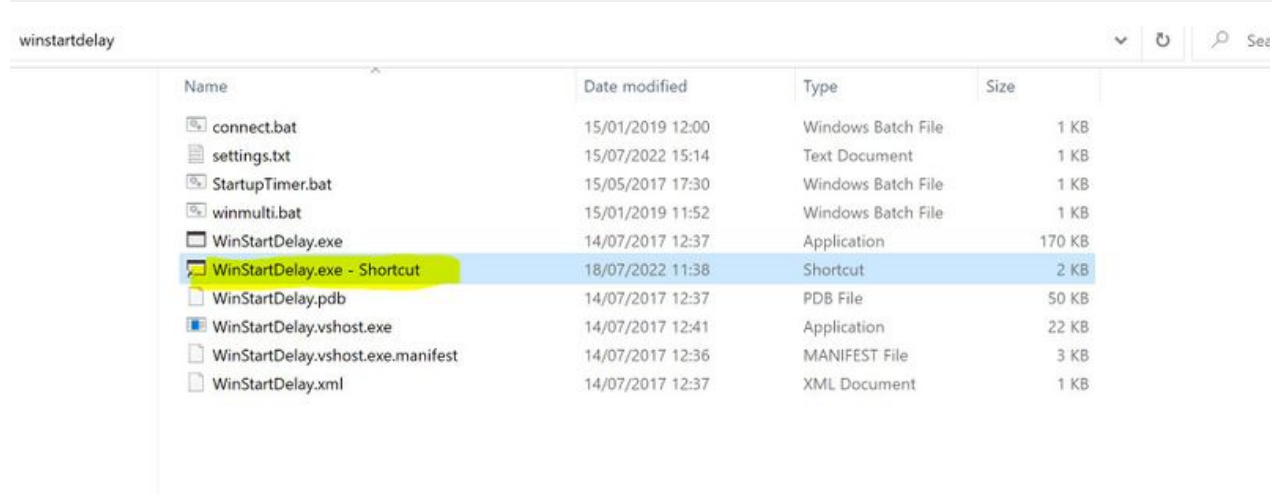 winstartdelay
Name Date modified Type Size
connect.bat 15/01/2019 12:00 Windows Batch File 1 KB
settings.txt 15/07/2022 15:14 Text Document 1 KB
StartupTimer.bat 15/05/2017 17:30 Windows Batch File 1 KB
winmulti.bat 15/01/2019 11:52 Windows Batch File 1 KB
WinStartDelay.exe 14/07/2017 12:37 Application 170 KB
WinStartDelay.exe - Shortcut 18/07/2022 11:38 Shortcut 2 KB
WinStartDelay.pdb 14/07/2017 12:37 PDB File 50 KB
WinStartDelay.vshost.exe 14/07/2017 12:41 Application 22 KB
WinStartDelay.vshost.exe.manifest 14/07/2017 12:36 MANIFEST File 3 KB
WinStartDelay.xml 14/07/2017 12:37 XML Document 1 KB